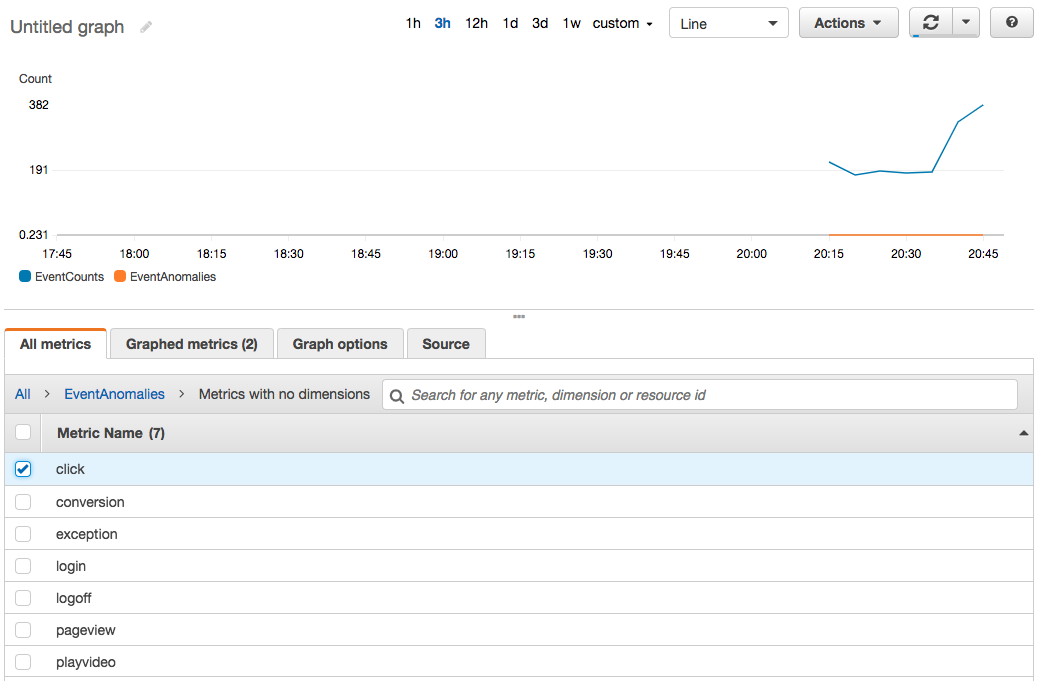 Untitled graph 1h 3h 12h 1d 3d 1w custom Line Actions ?
Count
382
191
0.231
17:45 18:00 18:15 18:30 18:45 19:00 19:15 19:30 19:45 20:00 20:15 20:30 20:45
EventCounts EventAnomalies
All metrics Graphed metrics (2) Graph options Source
All > EventAnomalies > Metrics with no dimensions Search for any metric, dimension or resource id
Metric Name (7)
click
conversion
exception
login
logoff
pageview
playvideo